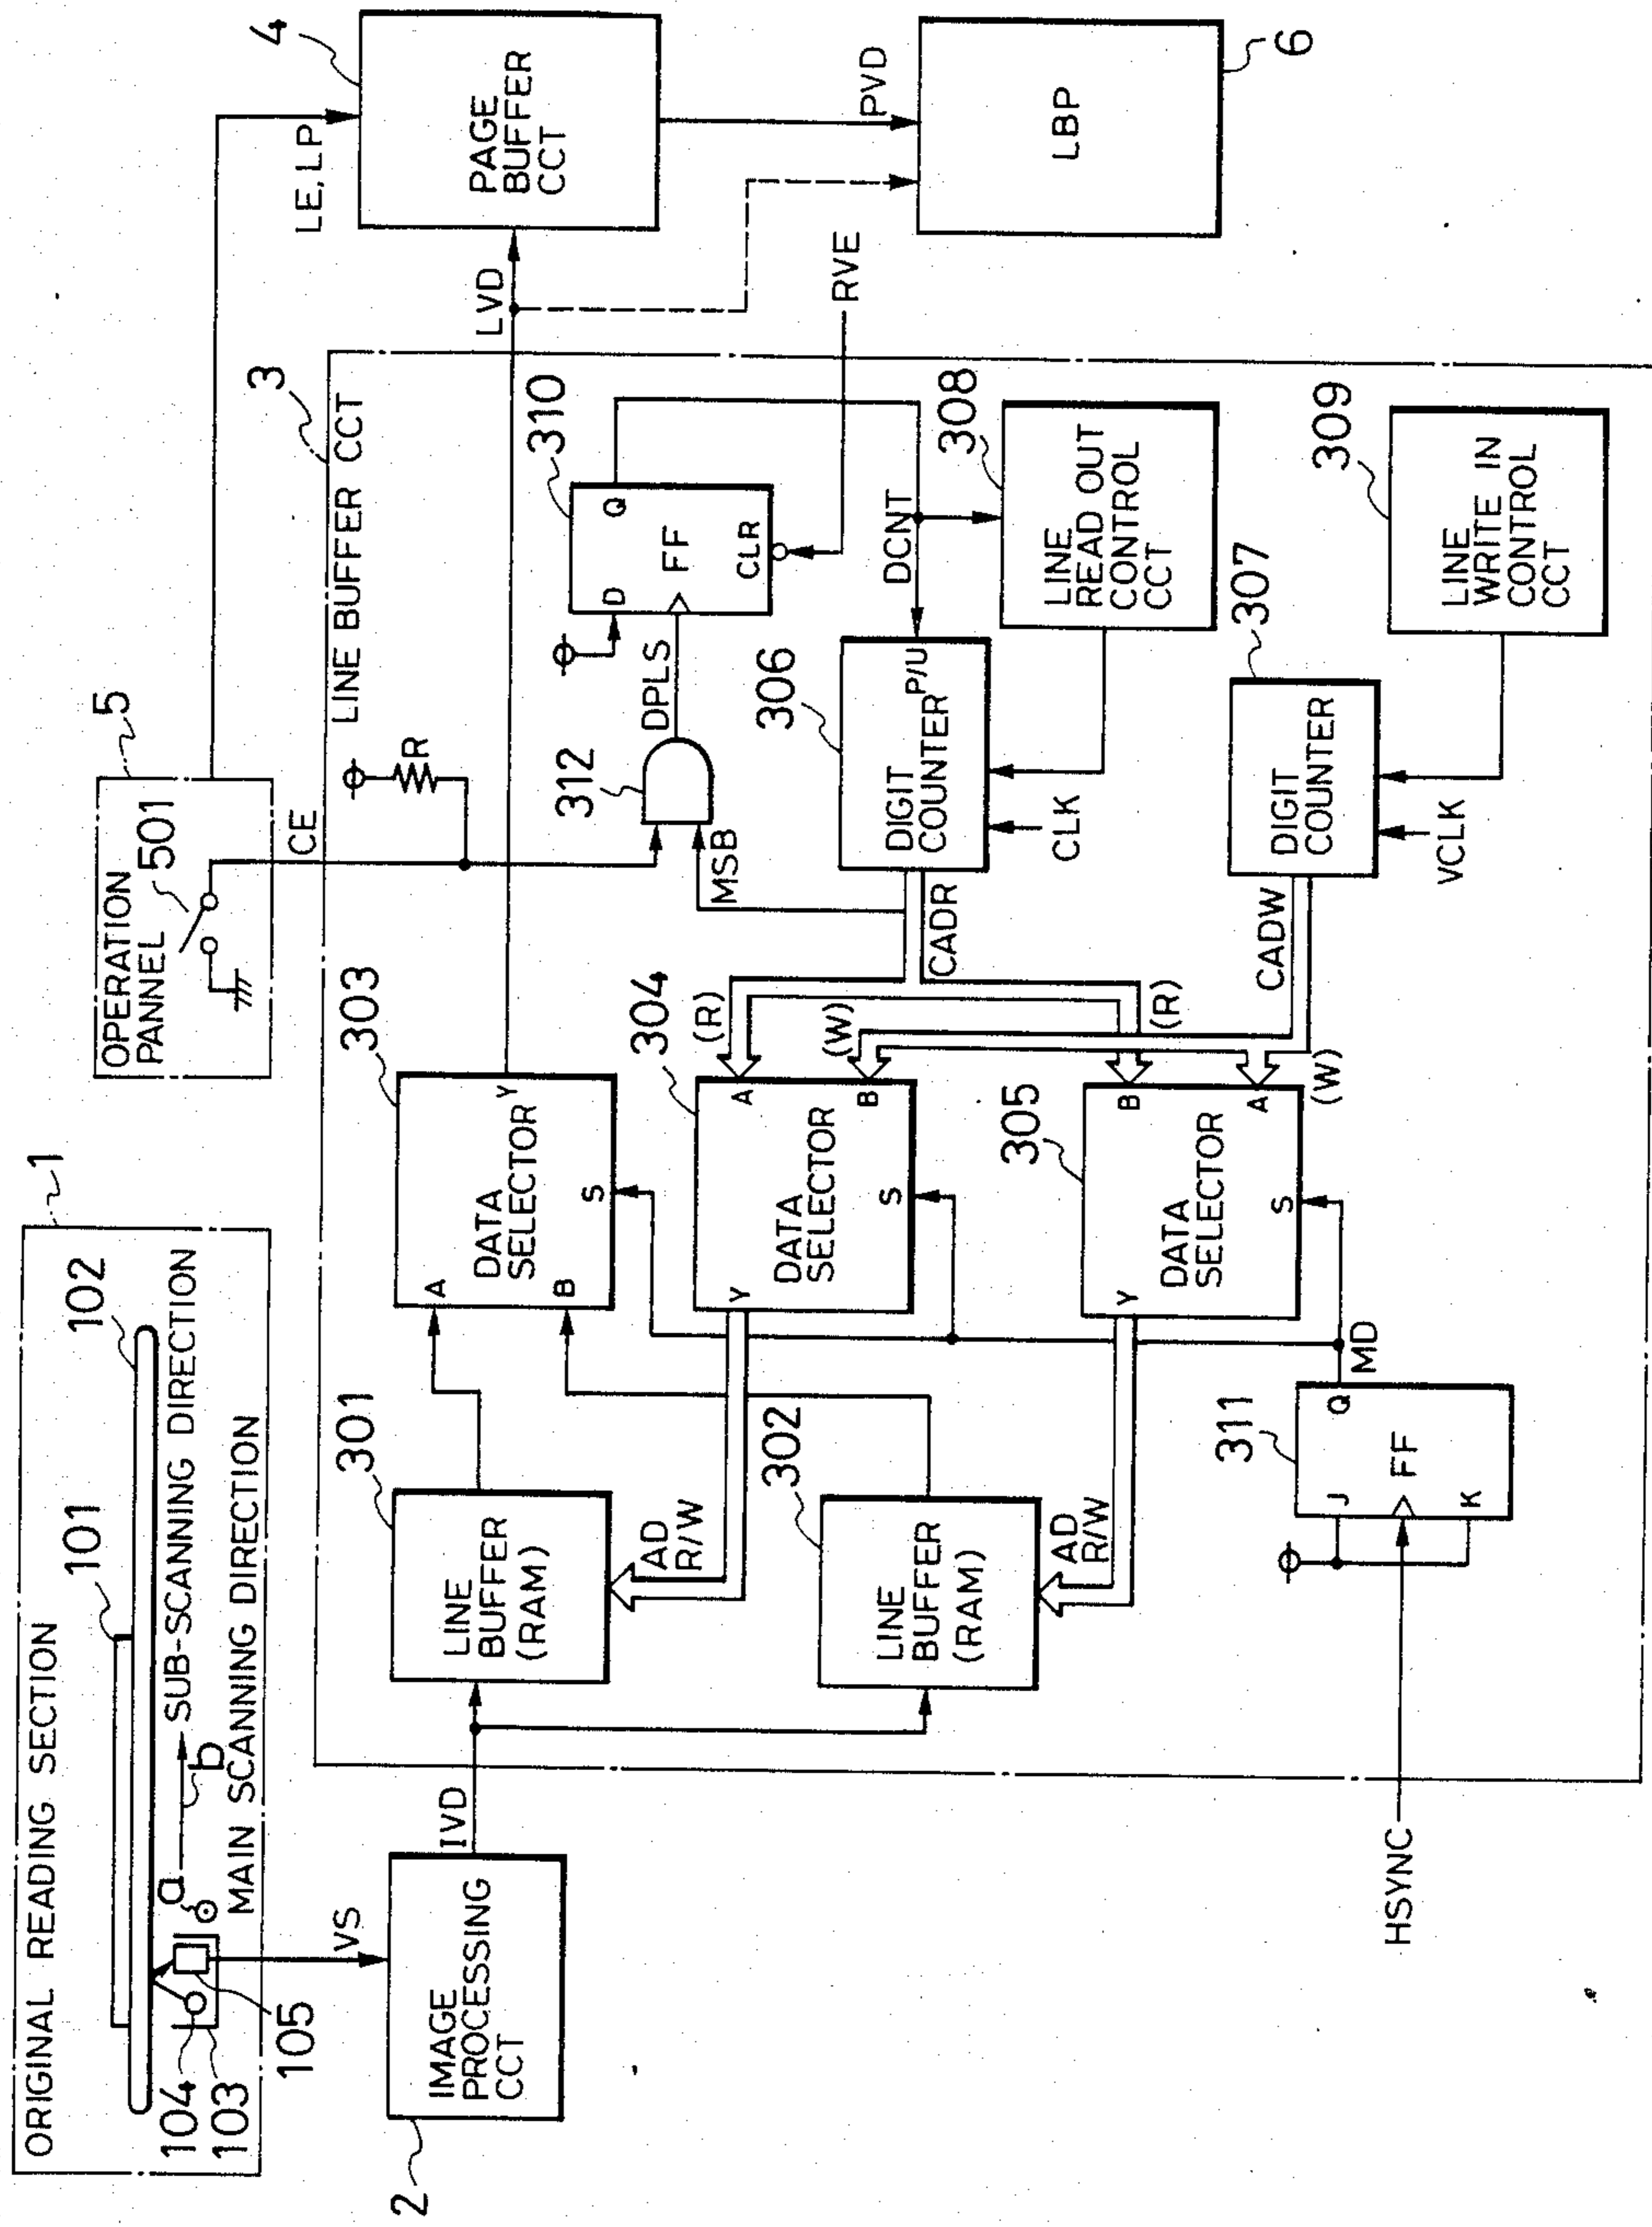 ORIGINAL READING SECTION
1
101
102
SUB-SCANNING DIRECTION
a
b
MAIN SCANNING DIRECTION
104
103
105
VS
2
IMAGE
PROCESSING
CCT
IVD
OPERATION
PANNEL
501
5
CE
LE, LP
4
PAGE
BUFFER
CCT
LVD
PVD
LBP
6
3
LINE BUFFER CCT
R
301
LINE
BUFFER
(RAM)
AD
R/W
302
LINE
BUFFER
(RAM)
AD
R/W
303
A
B
DATA
SELECTOR
Y
S
304
Y
DATA
SELECTOR
A
B
S
(R)
(W)
305
Y
DATA
SELECTOR
B
A
S
(R)
(W)
312
MSB
DPLS
310
D
Q
FF
CLR
RVE
DCNT
306
DIGIT
COUNTER
P/U
CADR
CLK
308
LINE
READ OUT
CONTROL
CCT
307
DIGIT
COUNTER
CADW
VCLK
309
LINE
WRITE IN
CONTROL
CCT
311
J
Q
FF
K
MD
HSYNC